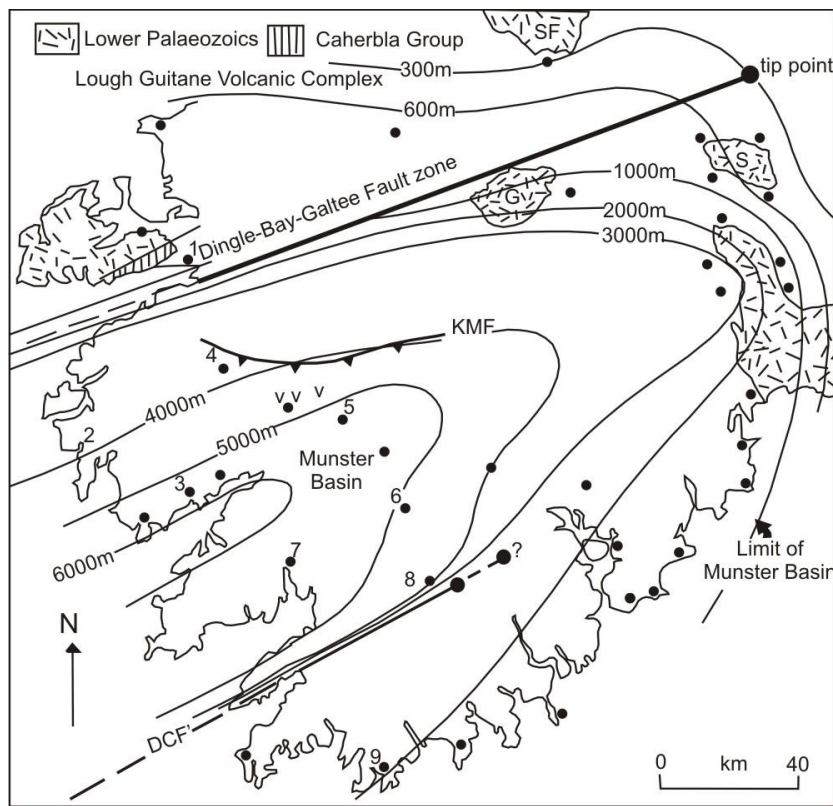 SF
Lower Palaeozoics
Caherbla Group
Lough Guitane Volcanic Complex
300m
tip point
600m
Dingle-Bay-Galtee Fault zone
S
1000m
Gv
2000m
3000m
1
KMF
4
4000m
v v v
5
2
5000m
Munster
Basin
3
6
6000m
?
7
8
Limit of
Munster Basin
N
DCF'
9
0 40
km